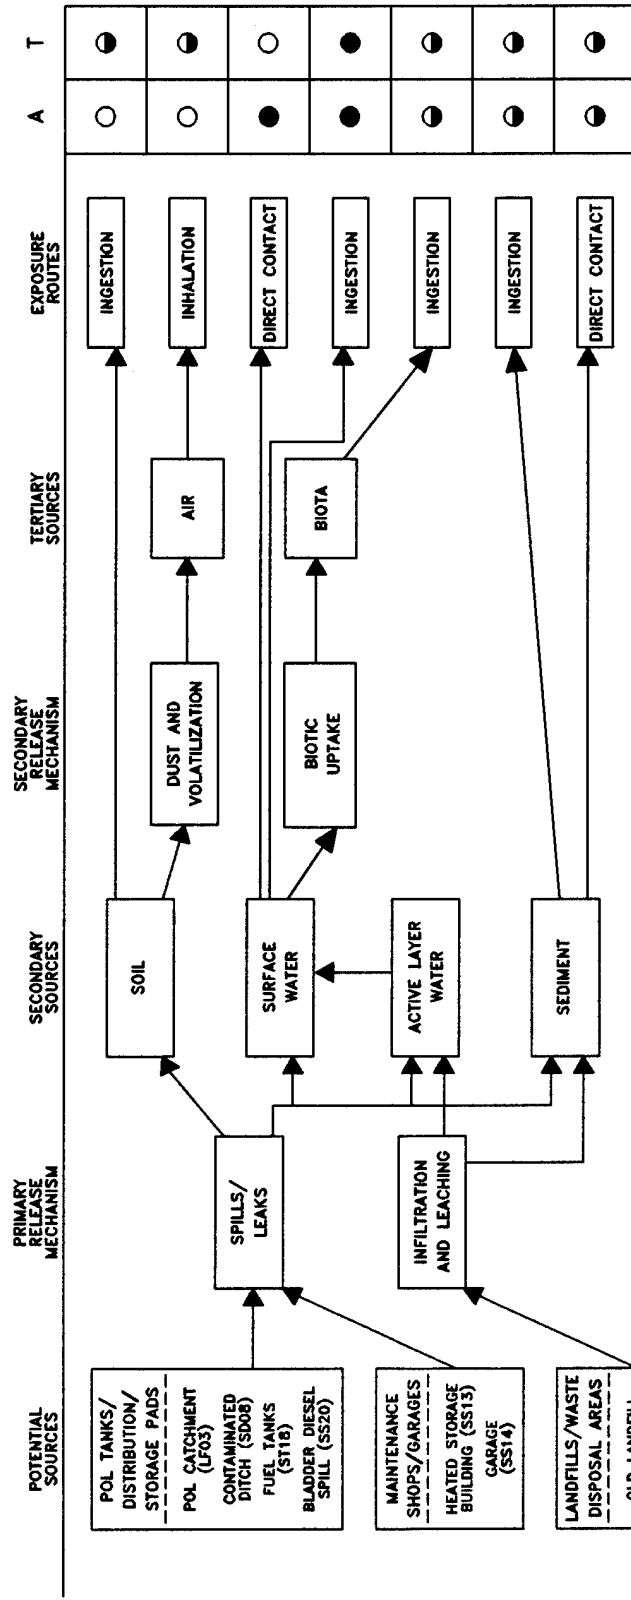 POTENTIAL
SOURCES
PRIMARY
RELEASE
MECHANISM
SECONDARY
SOURCES
SECONDARY
RELEASE
MECHANISM
TERTIARY
SOURCES
EXPOSURE
ROUTES
A
T
POL TANKS/
DISTRIBUTION/
STORAGE PADS
POL CATCHMENT
(LF03)
CONTAMINATED
DITCH (SD08)
FUEL TANKS
(ST18)
BLADDER DIESEL
SPILL (SS20)
MAINTENANCE
SHOPS/GARAGES
HEATED STORAGE
BUILDING (SS13)
GARAGE
(SS14)
LANDFILLS/WASTE
DISPOSAL AREAS
OLD LANDFILL
SPILLS/
LEAKS
INFILTRATION
AND LEACHING
SOIL
SURFACE
WATER
ACTIVE LAYER
WATER
SEDIMENT
DUST AND
VOLATILIZATION
BIOTIC
UPTAKE
AIR
BIOTA
INGESTION
INHALATION
DIRECT CONTACT
INGESTION
INGESTION
INGESTION
DIRECT CONTACT